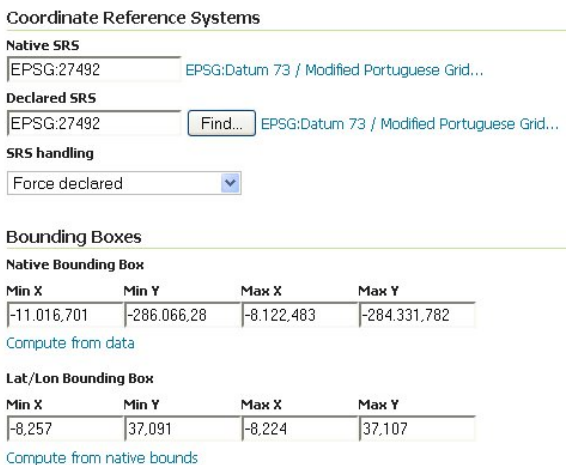 Coordinate Reference Systems
Native SRS
EPSG:27492 EPSG:Datum 73 / Modified Portuguese Grid...
Declared SRS
EPSG:27492 Find... EPSG:Datum 73 / Modified Portuguese Grid...
SRS handling
Force declared
Bounding Boxes
Native Bounding Box
Min X Min Y Max X Max Y
-11.016,701 -286.066,28 -8.122,483 -284.331,782
Compute from data
Lat/Lon Bounding Box
Min X Min Y Max X Max Y
-8,257 37,091 -8,224 37,107
Compute from native bounds